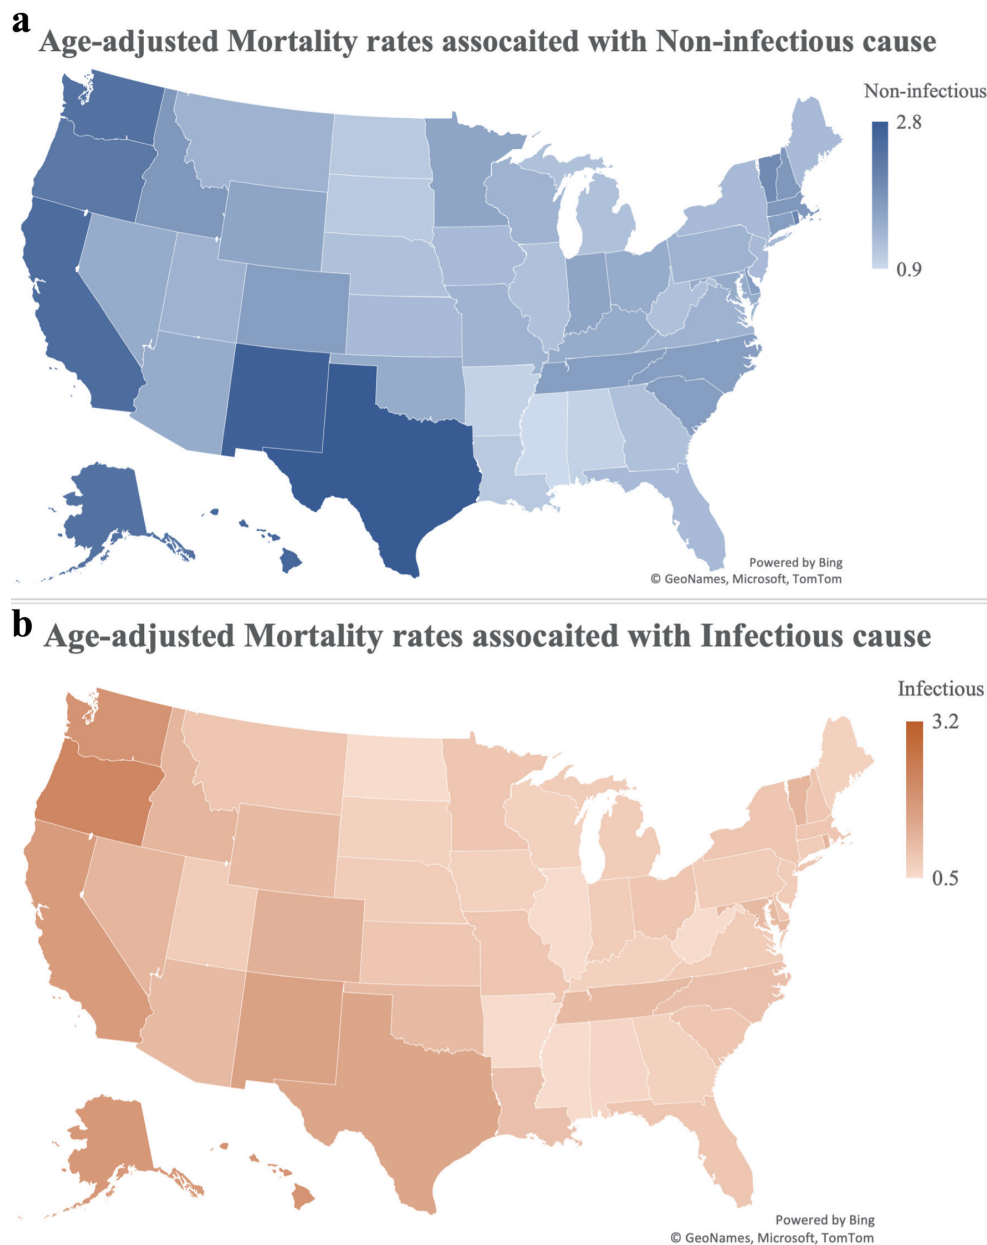 a
Age-adjusted Mortality rates assocaited with Non-infectious cause
Non-infectious
2.8
0.9
Powered by Bing
© GeoNames, Microsoft, TomTom
b
Age-adjusted Mortality rates assocaited with Infectious cause
Infectious
3.2
0.5
Powered by Bing
© GeoNames, Microsoft, TomTom